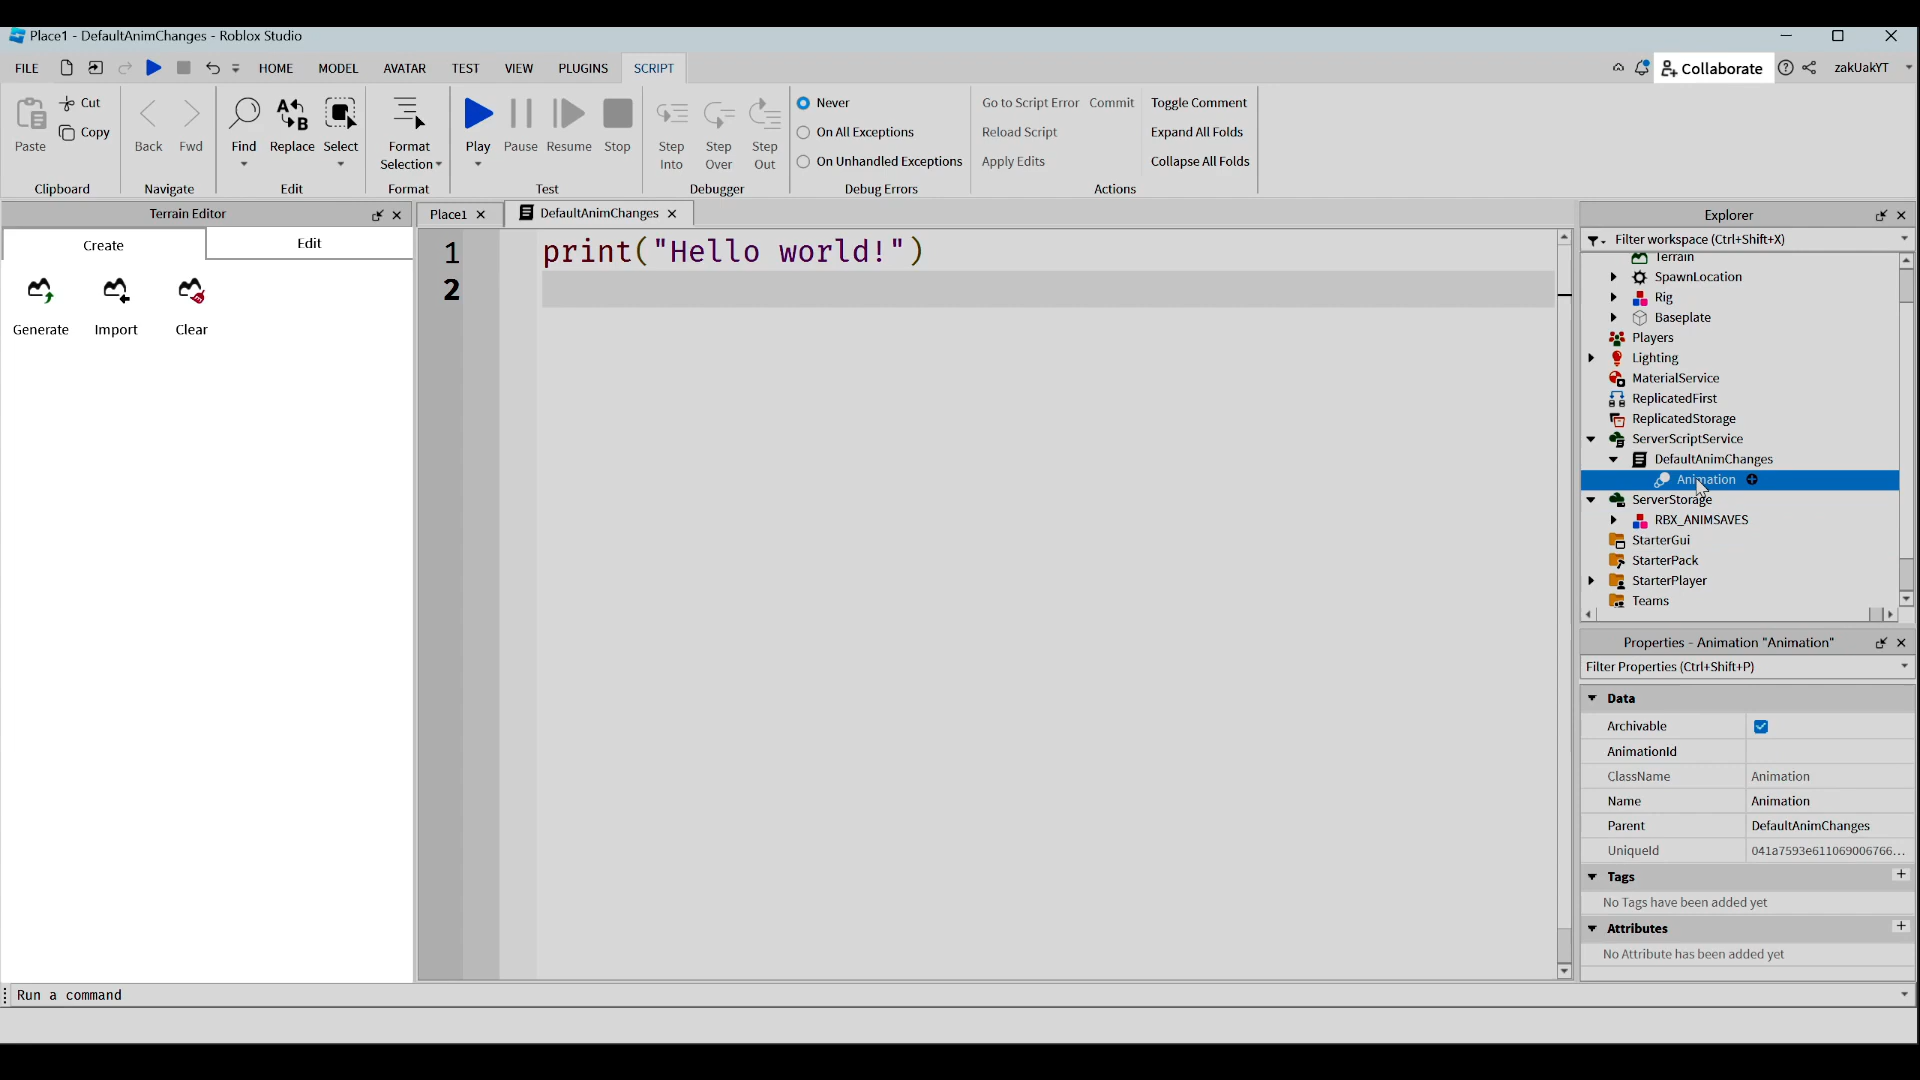 Place1 - DefaultAnimChanges - Roblox Studio
FILE HOME MODEL AVATAR TEST VIEW PLUGINS SCRIPT Collaborate zakUakYT
Paste Cut Copy
Clipboard
Back Fwd
Navigate
Find Replace Select
Edit
Format Selection
Format
Play Pause Resume Stop
Test
Step Into Step Over Step Out
Debugger
Never
On All Exceptions
On Unhandled Exceptions
Debug Errors
Go to Script Error Commit Toggle Comment
Reload Script Expand All Folds
Apply Edits Collapse All Folds
Actions
Terrain Editor
Create Edit
Generate Import Clear
Place1 DefaultAnimChanges
1 print("Hello world!")
2
Explorer
Filter workspace (Ctrl+Shift+X)
Terrain
SpawnLocation
Rig
Baseplate
Players
Lighting
MaterialService
ReplicatedFirst
ReplicatedStorage
ServerScriptService
DefaultAnimChanges
Animation
ServerStorage
RBX_ANIMSAVES
StarterGui
StarterPack
StarterPlayer
Teams
Properties - Animation "Animation"
Filter Properties (Ctrl+Shift+P)
Data
Archivable
AnimationId
ClassName Animation
Name Animation
Parent DefaultAnimChanges
UniqueId 041a7593e611069006766...
Tags
No Tags have been added yet
Attributes
No Attribute has been added yet
Run a command